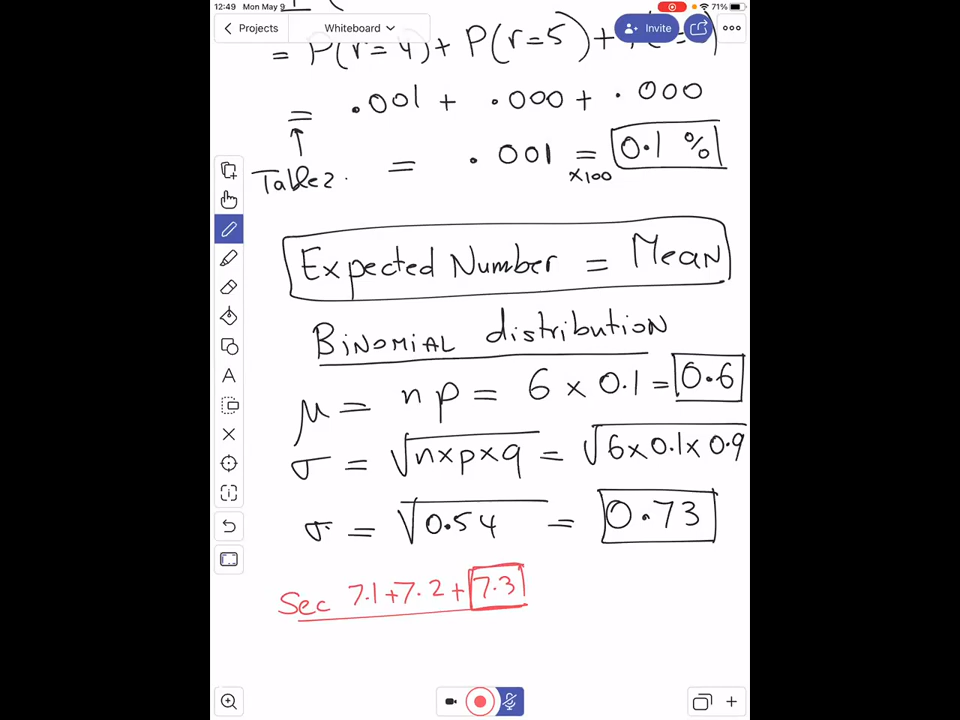 12:49 Mon May 9
71%
Projects
Whiteboard
Invite
= P(r=4) + P(r=5) +
= .001 + .000 + .000
Table 2.
= .001 = 0.1 %
x100
Expected Number = Mean
Binomial distribution
μ = np = 6 x 0.1 = 0.6
σ = √n×p×q = √6×0.1×0.9
σ = √0.54 = 0.73
Sec 7.1+7.2+7.3